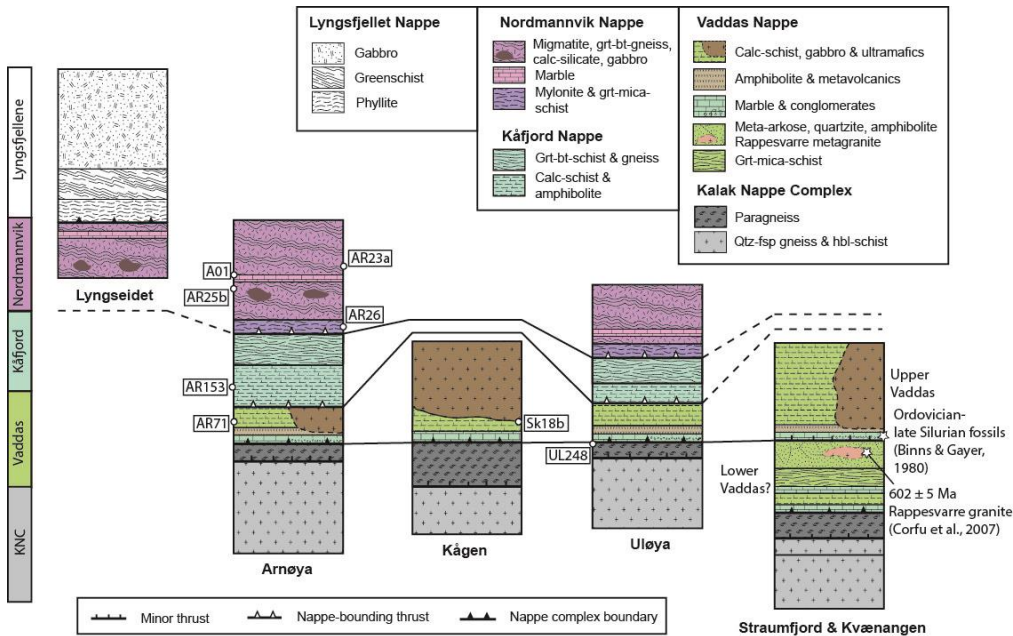 Lyngsfjellet Nappe
Gabbro
Greenschist
Phyllite
Nordmannvik Nappe
Migmatite, grt-bt-gneiss,
calc-silicate, gabbro
Marble
Mylonite & grt-mica-
schist
Kåfjord Nappe
Grt-bt-schist & gneiss
Calc-schist &
amphibolite
Vaddas Nappe
Calc-schist, gabbro & ultramafics
Amphibolite & metavolcanics
Marble & conglomerates
Meta-arkose, quartzite, amphibolite
Rappesvarre metagranite
Grt-mica-schist
Kalak Nappe Complex
Paragneiss
Qtz-fsp gneiss & hbl-schist
Lyngsfjellene
Nordmannvik
Kåfjord
Vaddas
KNC
Lyngseidet
A01
AR25b
AR23a
AR26
AR153
AR71
Arnøya
Sk18b
Kågen
UL248
Uløya
Lower
Vaddas?
Upper
Vaddas
Ordovician-
late Silurian fossils
(Binns & Gayer,
1980)
602 ± 5 Ma
Rappesvarre granite
(Corfu et al., 2007)
Straumfjord & Kvænangen
Minor thrust
Nappe-bounding thrust
Nappe complex boundary